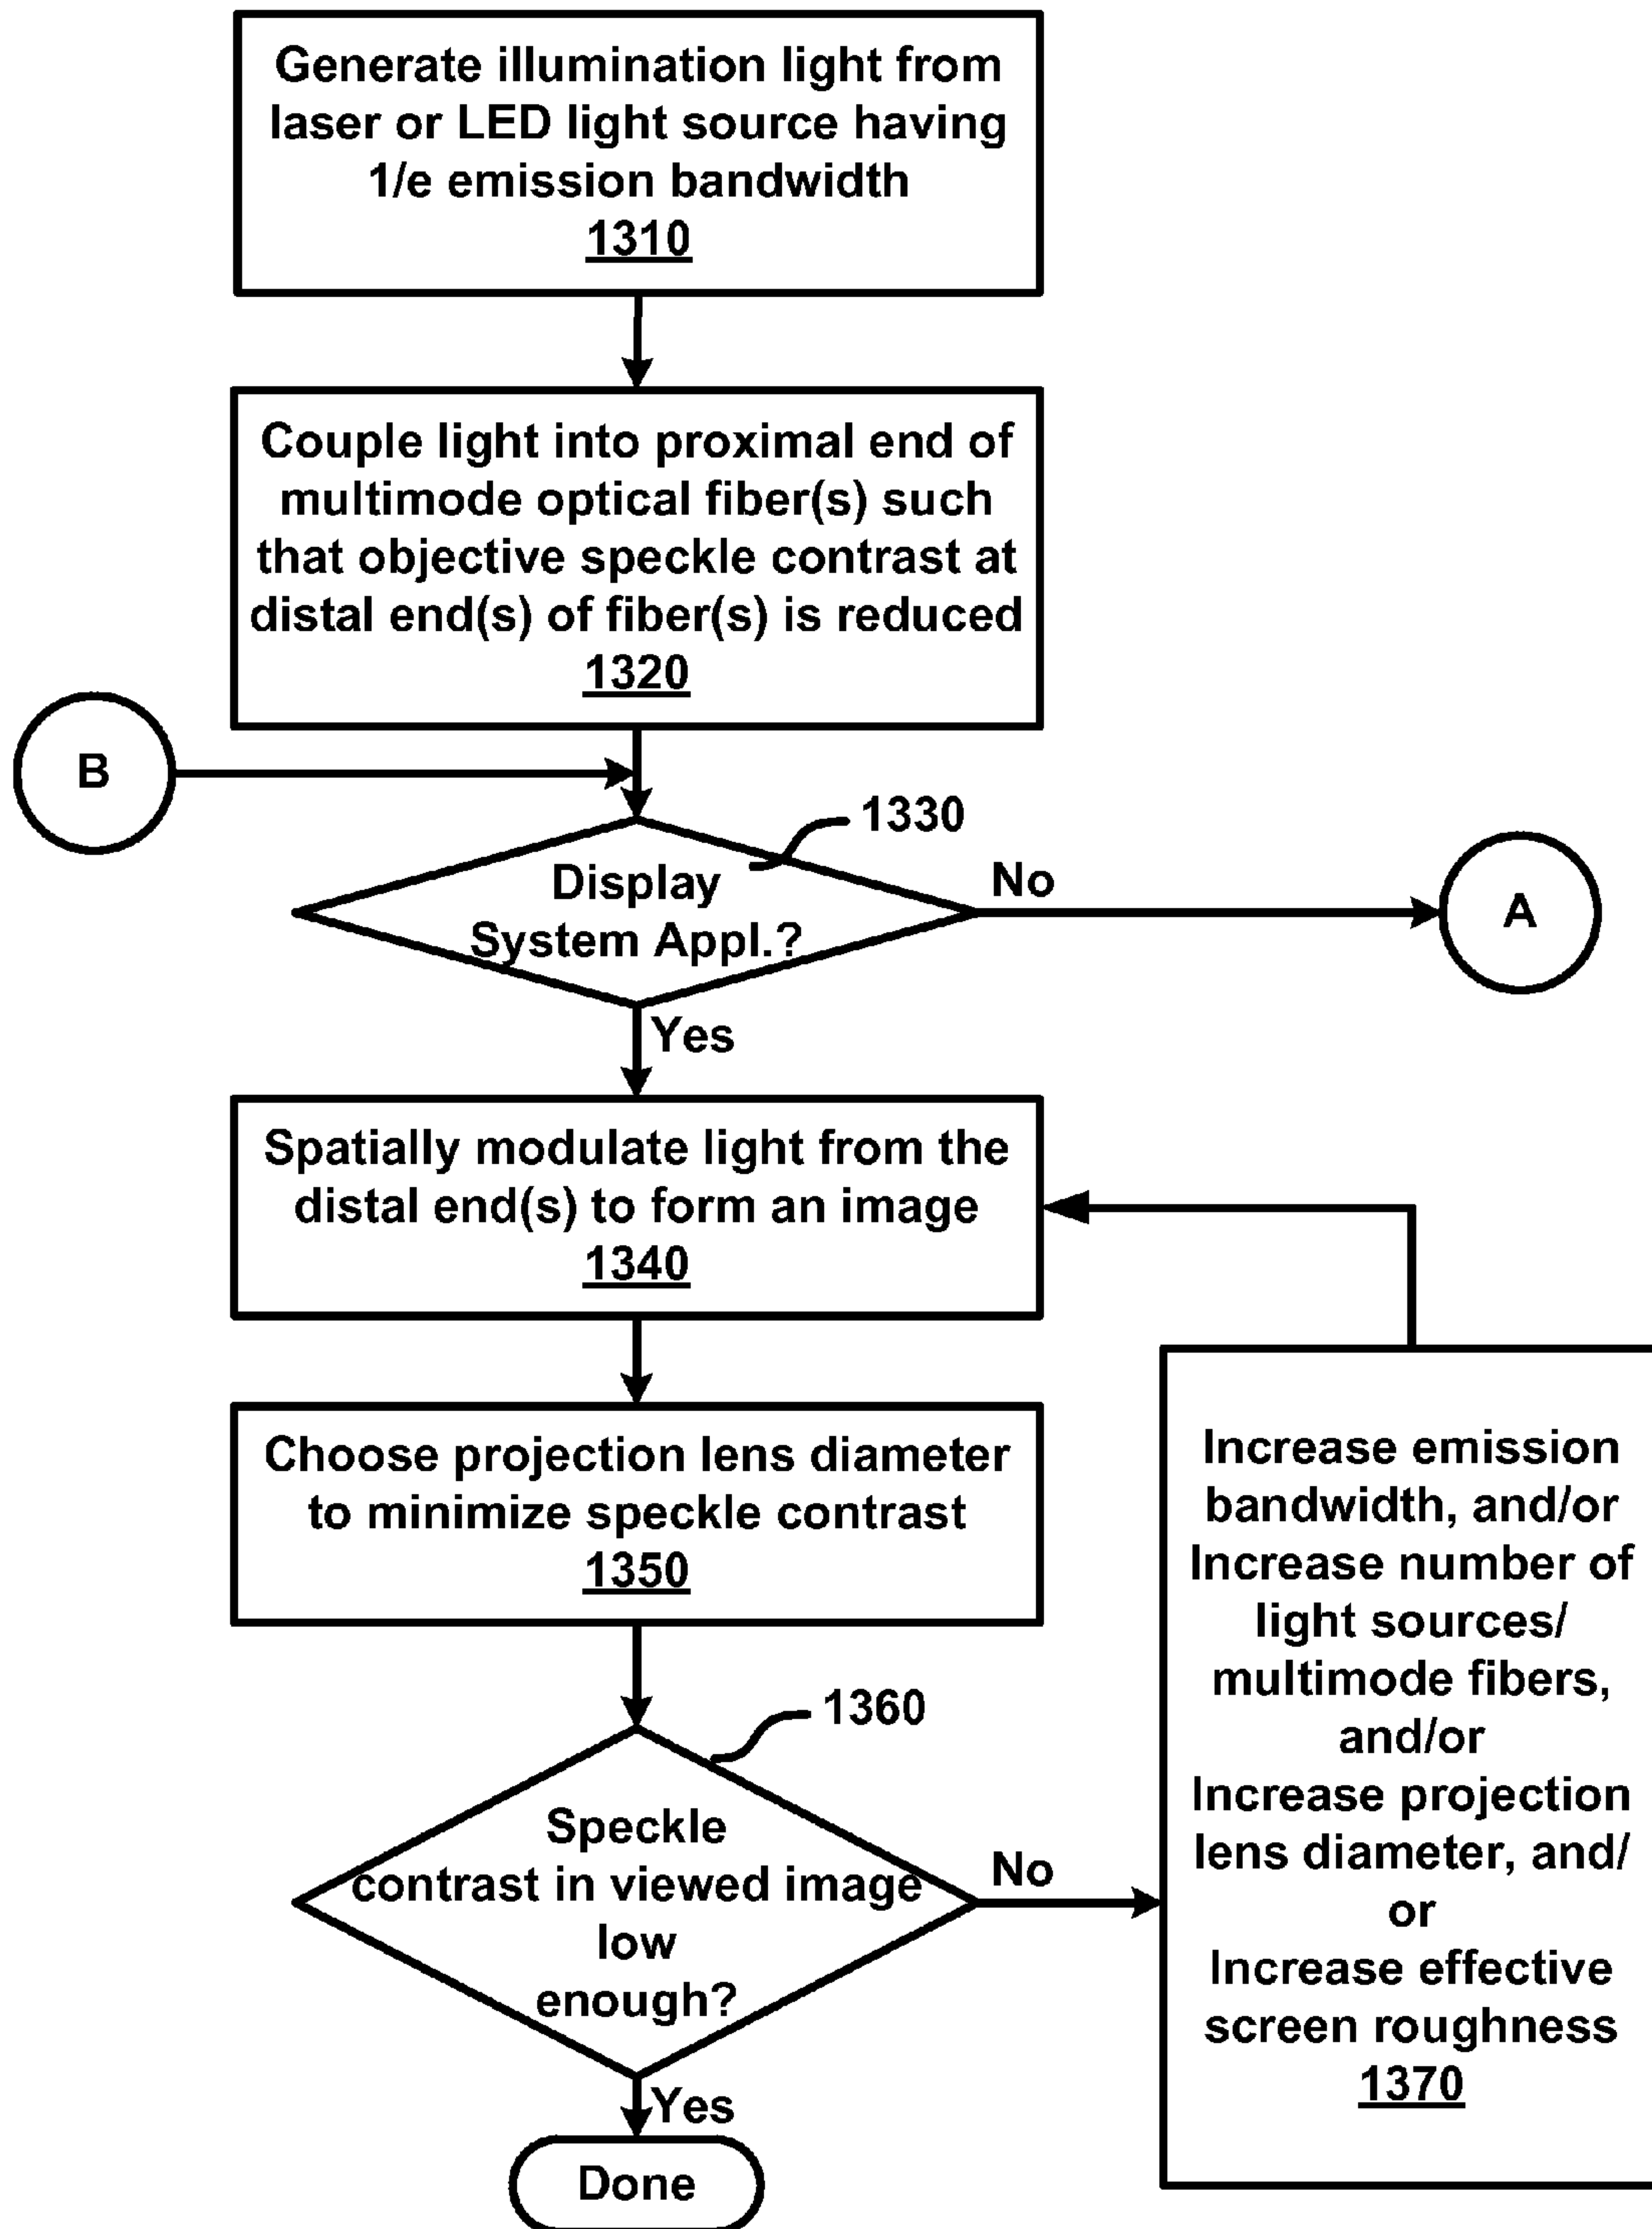 Generate illumination light from
laser or LED light source having
1/e emission bandwidth
1310
Couple light into proximal end of
multimode optical fiber(s) such
that objective speckle contrast at
distal end(s) of fiber(s) is reduced
1320
B
1330
Display
System Appl.?
No
A
Yes
Spatially modulate light from the
distal end(s) to form an image
1340
Choose projection lens diameter
to minimize speckle contrast
1350
1360
Speckle
contrast in viewed image
low
enough?
No
Increase emission
bandwidth, and/or
Increase number of
light sources/
multimode fibers,
and/or
Increase projection
lens diameter, and/
or
Increase effective
screen roughness
1370
Yes
Done